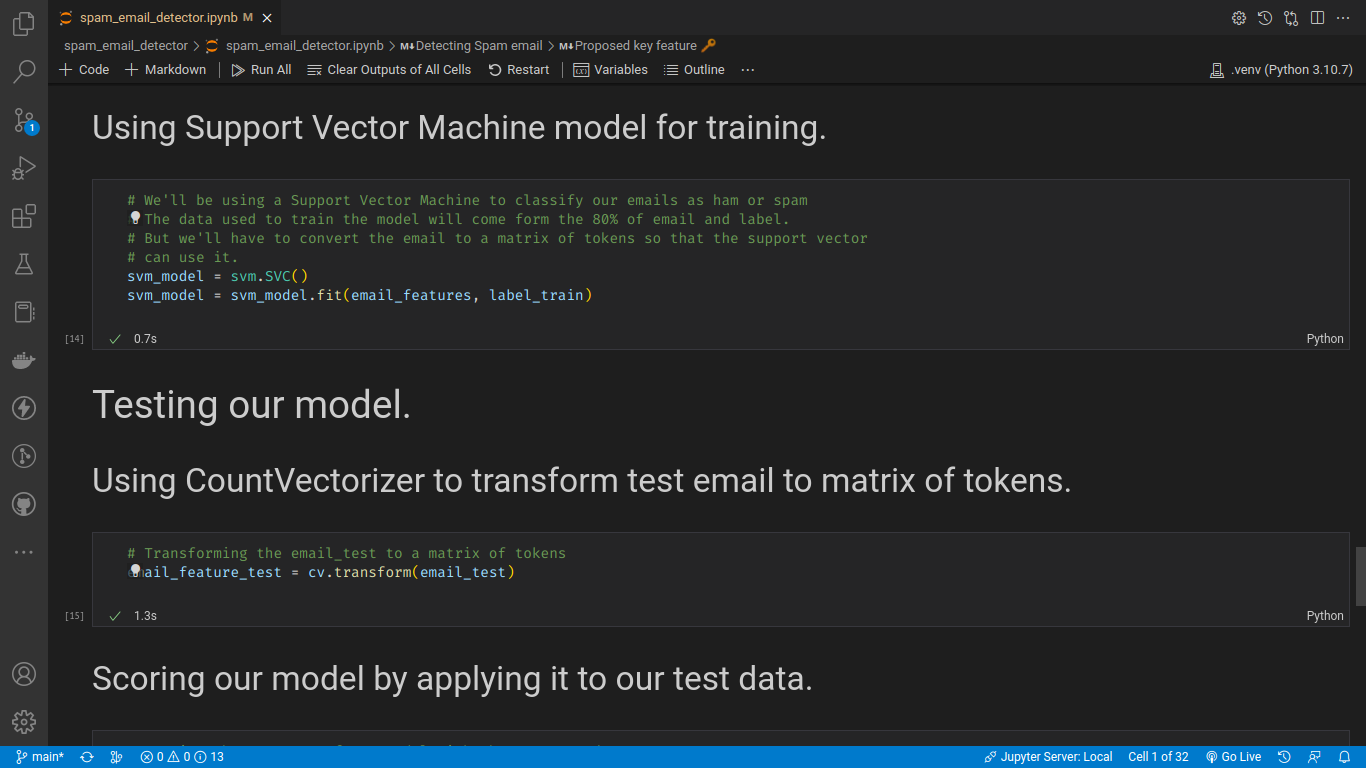 spam_email_detector.ipynb M
spam_email_detector > spam_email_detector.ipynb > M↓Detecting Spam email > M↓Proposed key feature 🔑
+ Code + Markdown Run All Clear Outputs of All Cells Restart Variables Outline ... .venv (Python 3.10.7)
1
Using Support Vector Machine model for training.
# We'll be using a Support Vector Machine to classify our emails as ham or spam
The data used to train the model will come form the 80% of email and label.
# But we'll have to convert the email to a matrix of tokens so that the support vector
# can use it.
svm_model = svm.SVC()
svm_model = svm_model.fit(email_features, label_train)
[14] ✓ 0.7s Python
Testing our model.
Using CountVectorizer to transform test email to matrix of tokens.
# Transforming the email_test to a matrix of tokens
email_feature_test = cv.transform(email_test)
[15] ✓ 1.3s Python
Scoring our model by applying it to our test data.
main* 0 0 13 Jupyter Server: Local Cell 1 of 32 Go Live